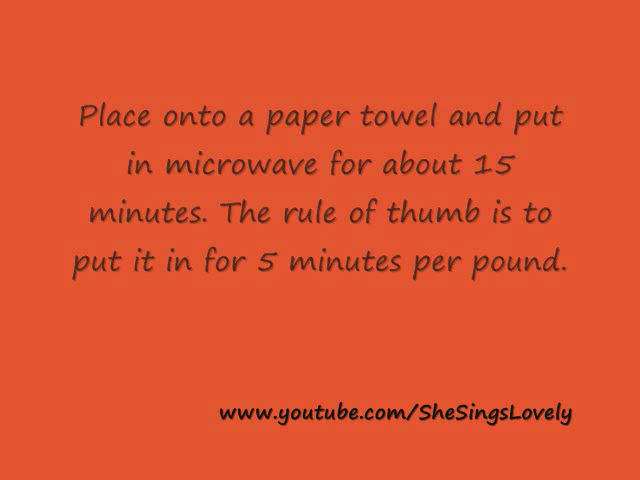 Place onto a paper towel and put
in microwave for about 15
minutes. The rule of thumb is to
put it in for 5 minutes per pound.
www.youtube.com/SheSingsLovely